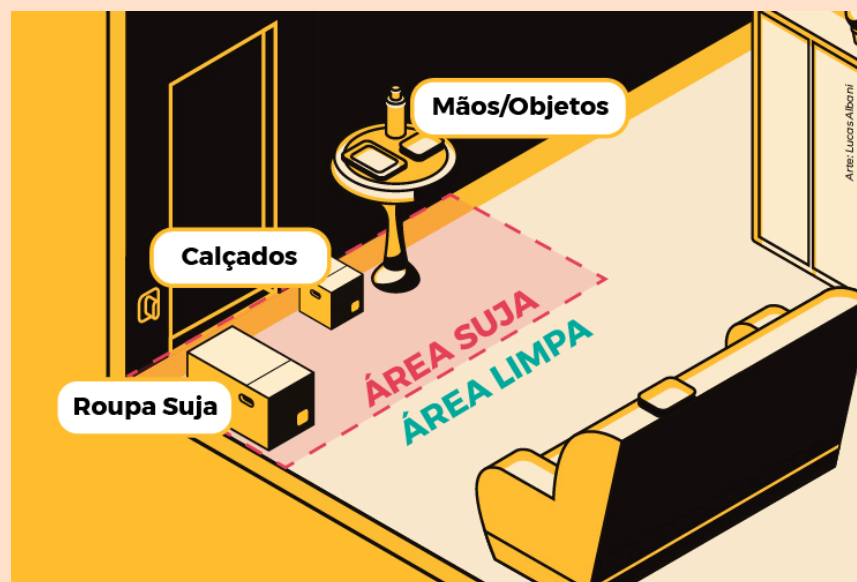 Mãos/Objetos
Arte: Lucas Albani
Calçados
ÁREA SUJA
ÁREA LIMPA
Roupa Suja